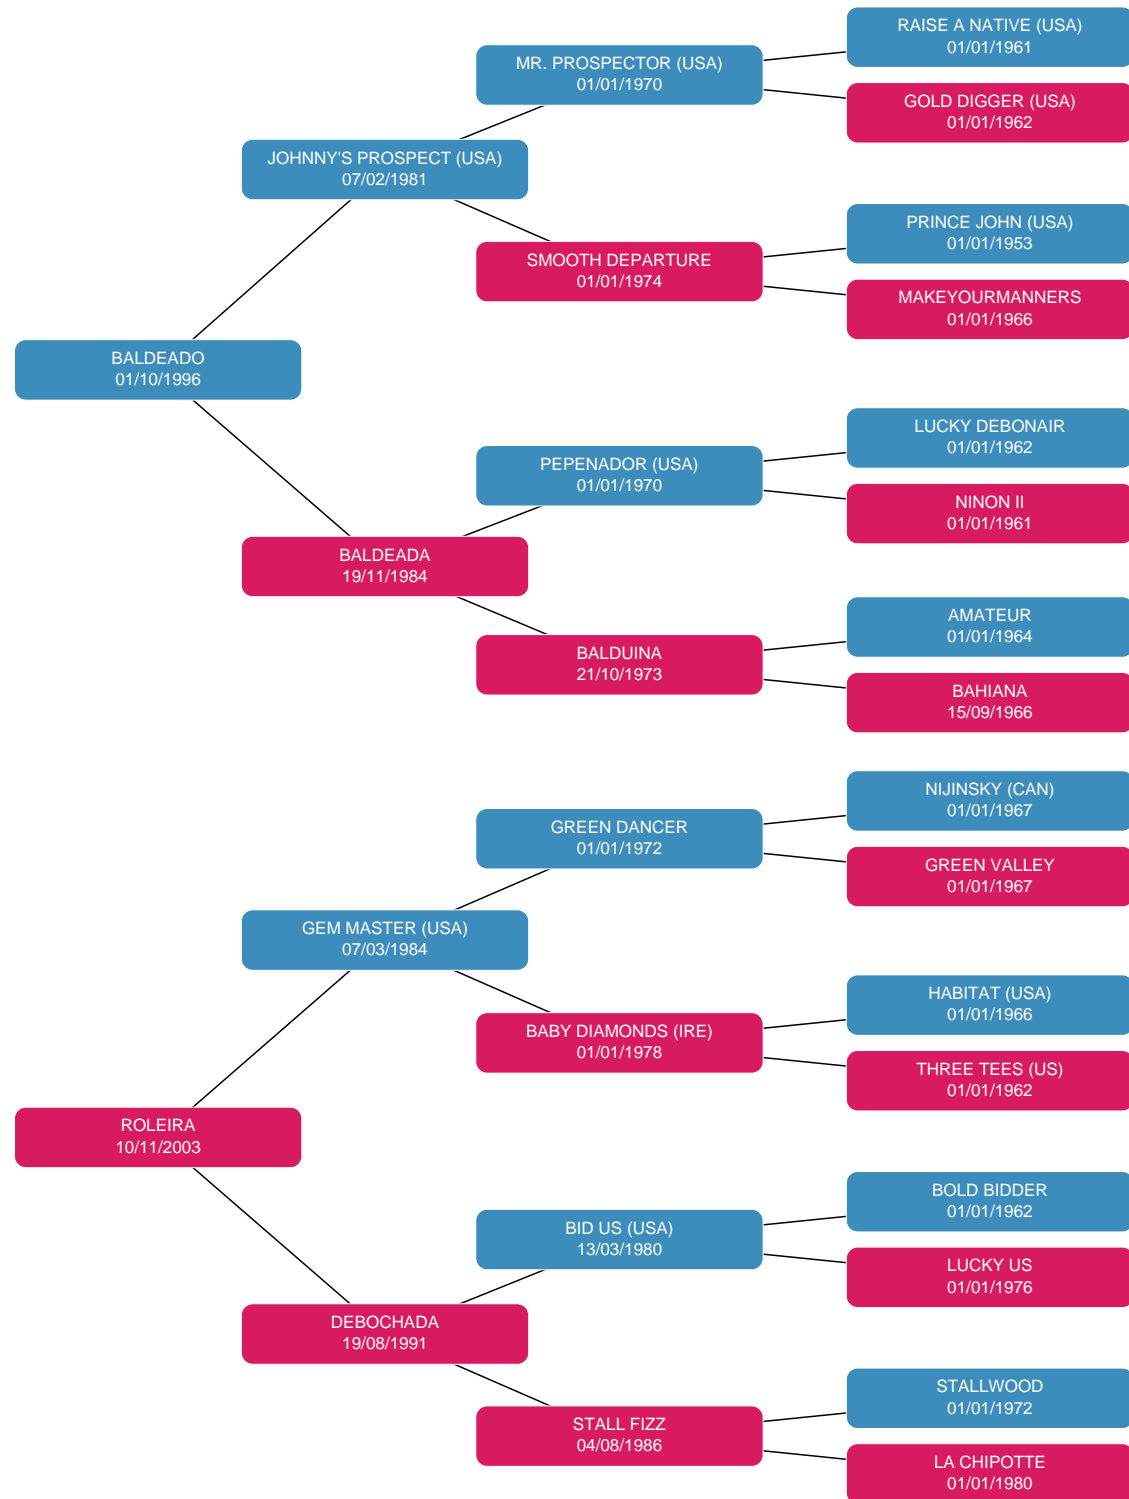 RAISE A NATIVE (USA)
01/01/1961
MR. PROSPECTOR (USA)
01/01/1970
GOLD DIGGER (USA)
01/01/1962
JOHNNY'S PROSPECT (USA)
07/02/1981
PRINCE JOHN (USA)
01/01/1953
SMOOTH DEPARTURE
01/01/1974
MAKEYOURMANNERS
01/01/1966
BALDEADO
01/10/1996
LUCKY DEBONAIR
01/01/1962
PEPENADOR (USA)
01/01/1970
NINON II
01/01/1961
BALDEADA
19/11/1984
AMATEUR
01/01/1964
BALDUINA
21/10/1973
BAHIANA
15/09/1966
NIJINSKY (CAN)
01/01/1967
GREEN DANCER
01/01/1972
GREEN VALLEY
01/01/1967
GEM MASTER (USA)
07/03/1984
HABITAT (USA)
01/01/1966
BABY DIAMONDS (IRE)
01/01/1978
THREE TEES (US)
01/01/1962
ROLEIRA
10/11/2003
BOLD BIDDER
01/01/1962
BID US (USA)
13/03/1980
LUCKY US
01/01/1976
DEBOCHADA
19/08/1991
STALLWOOD
01/01/1972
STALL FIZZ
04/08/1986
LA CHIPOTTE
01/01/1980